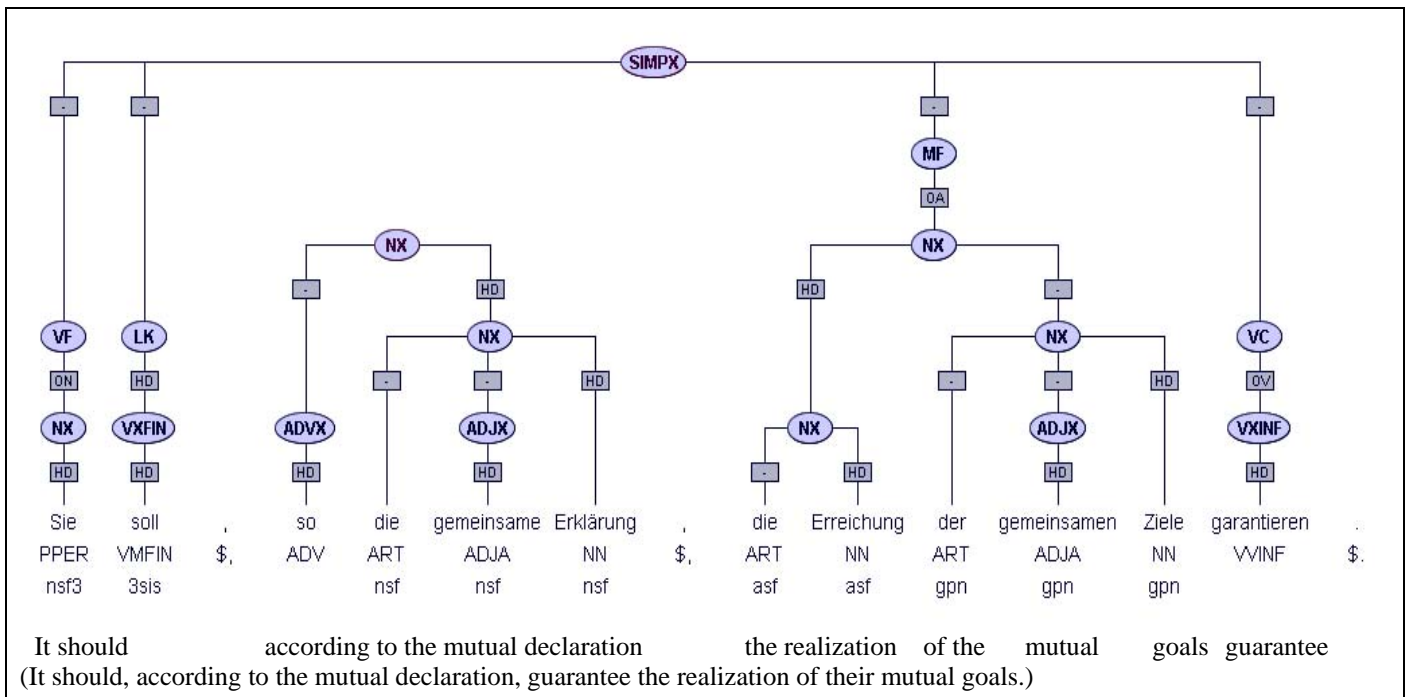 SIMPX
- - - -
MF
OA
NX NX
- HD HD -
VF LK NX NX VC
ON HD - - HD - - HD OV
NX VXFIN ADVX ADJX NX ADJX VXINF
HD HD HD HD - HD HD HD
Sie soll , so die gemeinsame Erklärung , die Erreichung der gemeinsamen Ziele garantieren .
PPER VMFIN $, ADV ART ADJA NN $, ART NN ART ADJA NN VVINF $.
nsf3 3sis nsf nsf nsf asf asf gpn gpn gpn
It should according to the mutual declaration the realization of the mutual goals guarantee
(It should, according to the mutual declaration, guarantee the realization of their mutual goals.)